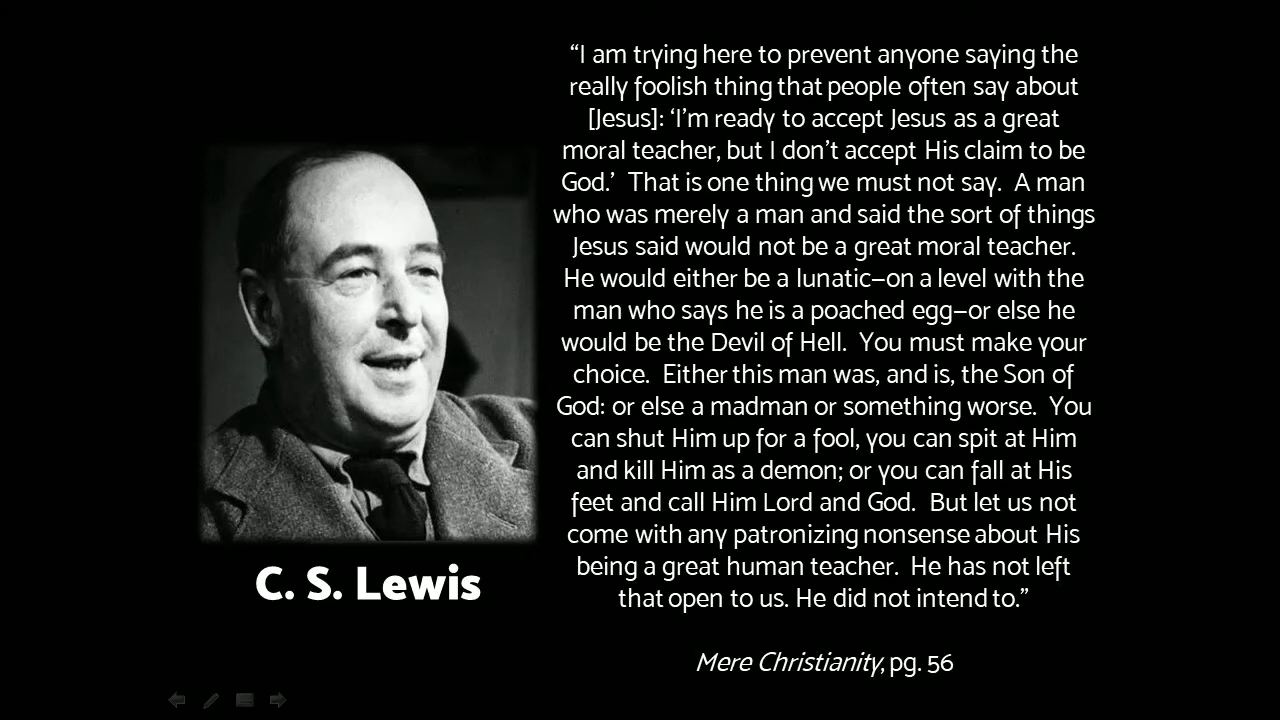 “I am trying here to prevent anyone saying the
really foolish thing that people often say about
[Jesus]: ‘I’m ready to accept Jesus as a great
moral teacher, but I don’t accept His claim to be
God.’  That is one thing we must not say.  A man
who was merely a man and said the sort of things
Jesus said would not be a great moral teacher.
He would either be a lunatic–on a level with the
man who says he is a poached egg–or else he
would be the Devil of Hell.  You must make your
choice.  Either this man was, and is, the Son of
God: or else a madman or something worse.  You
can shut Him up for a fool, you can spit at Him
and kill Him as a demon; or you can fall at His
feet and call Him Lord and God.  But let us not
come with any patronizing nonsense about His
being a great human teacher.  He has not left
that open to us. He did not intend to.”
Mere Christianity, pg. 56
C. S. Lewis